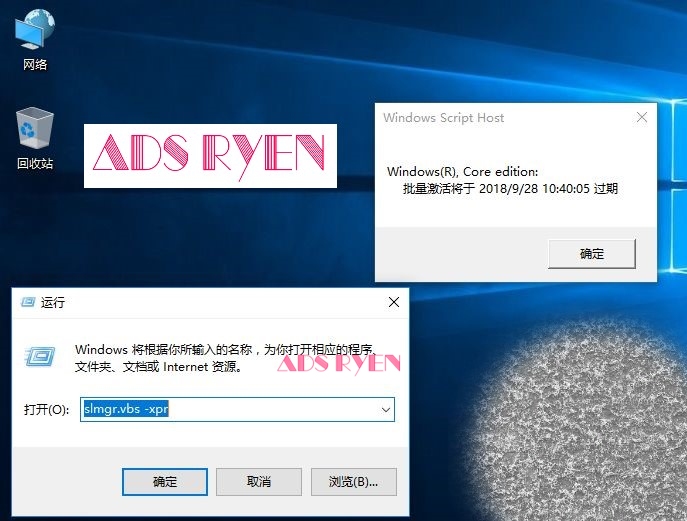 网络
回收站
ADS RYEN
Windows Script Host
Windows(R), Core edition:
批量激活将于 2018/9/28 10:40:05 过期
确定
运行
Windows 将根据你所输入的名称，为你打开相应的程序、
文件夹、文档或 Internet 资源。
ADS RYEN
打开(O):
slmgr.vbs -xpr
确定
取消
浏览(B)...